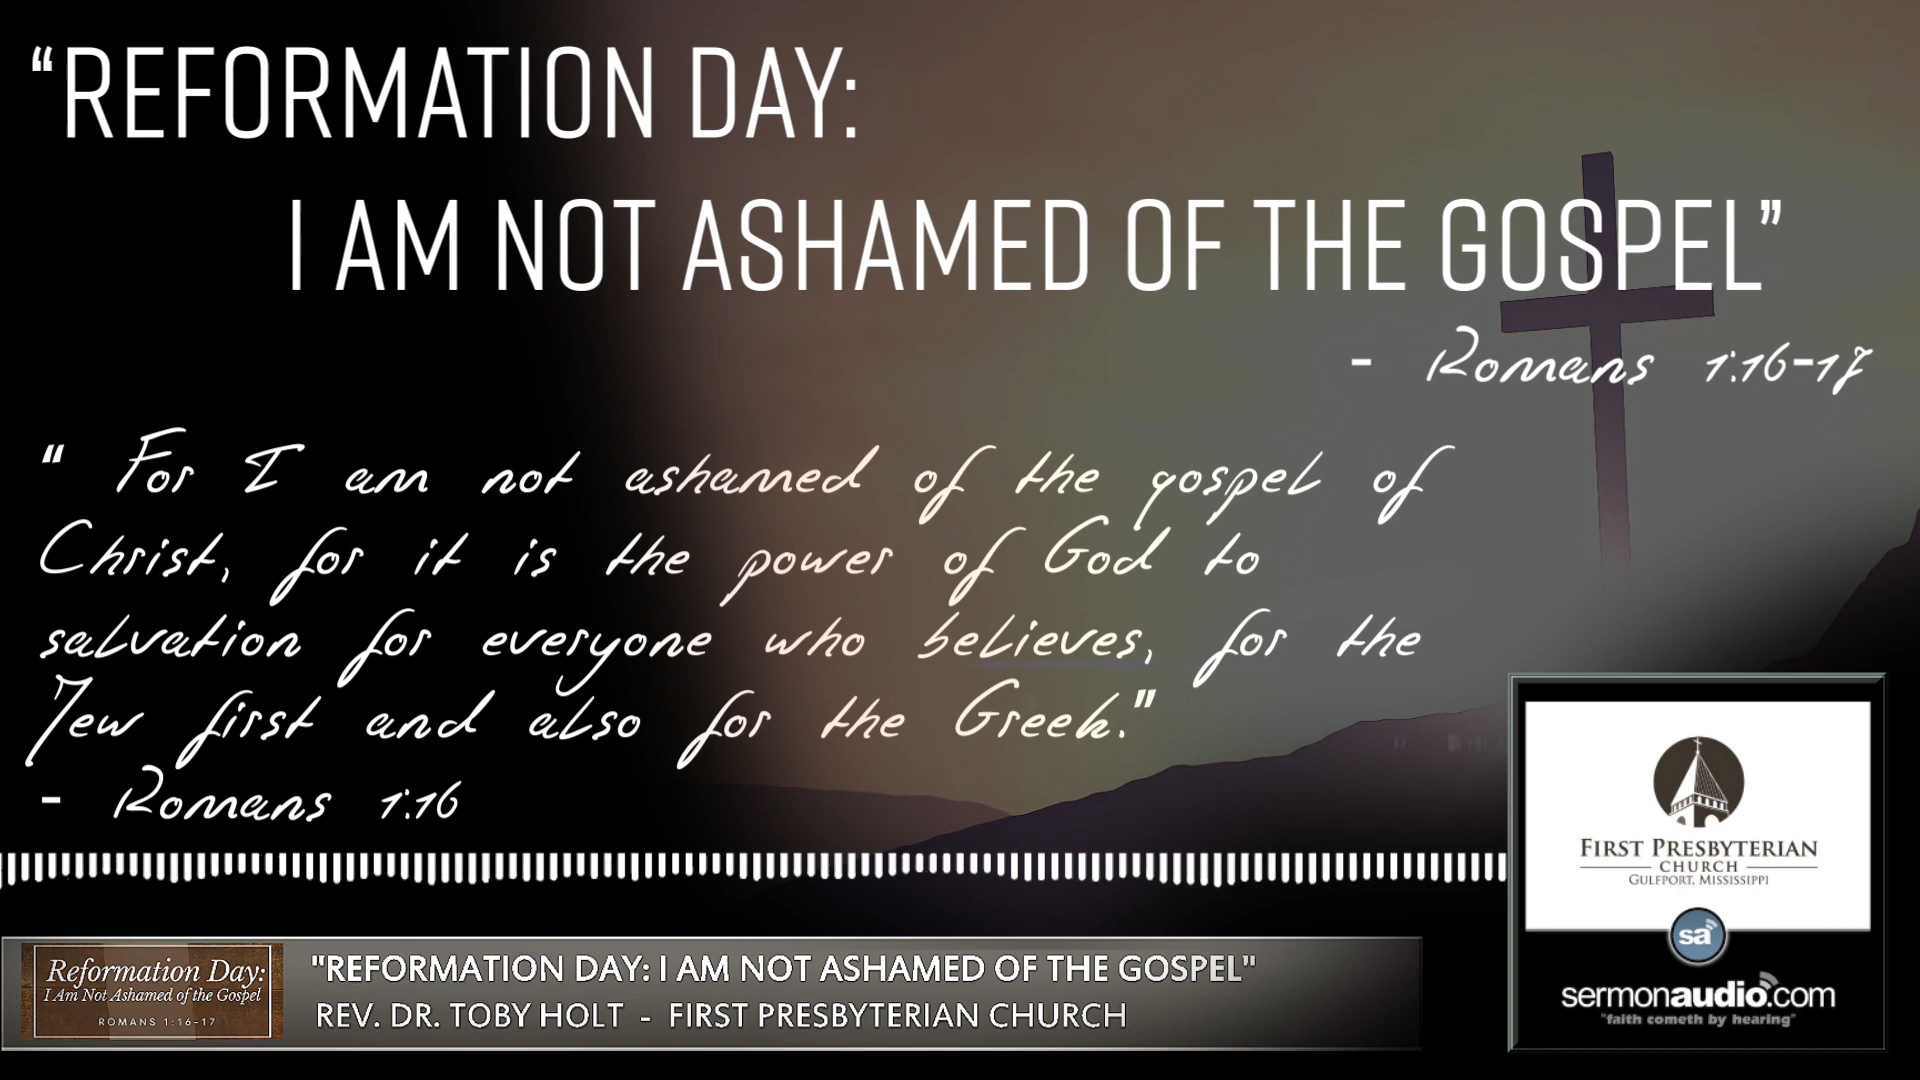 “REFORMATION DAY:
I AM NOT ASHAMED OF THE GOSPEL”
- Romans 1:16-17
“ For I am not ashamed of the gospel of
Christ, for it is the power of God to
salvation for everyone who believes, for the
Jew first and also for the Greek.”
- Romans 1:16
FIRST PRESBYTERIAN
CHURCH
GULFPORT, MISSISSIPPI
sa
sermonaudio.com
"faith cometh by hearing"
Reformation Day:
I Am Not Ashamed of the Gospel
ROMANS 1:16-17
"REFORMATION DAY: I AM NOT ASHAMED OF THE GOSPEL"
REV. DR. TOBY HOLT - FIRST PRESBYTERIAN CHURCH